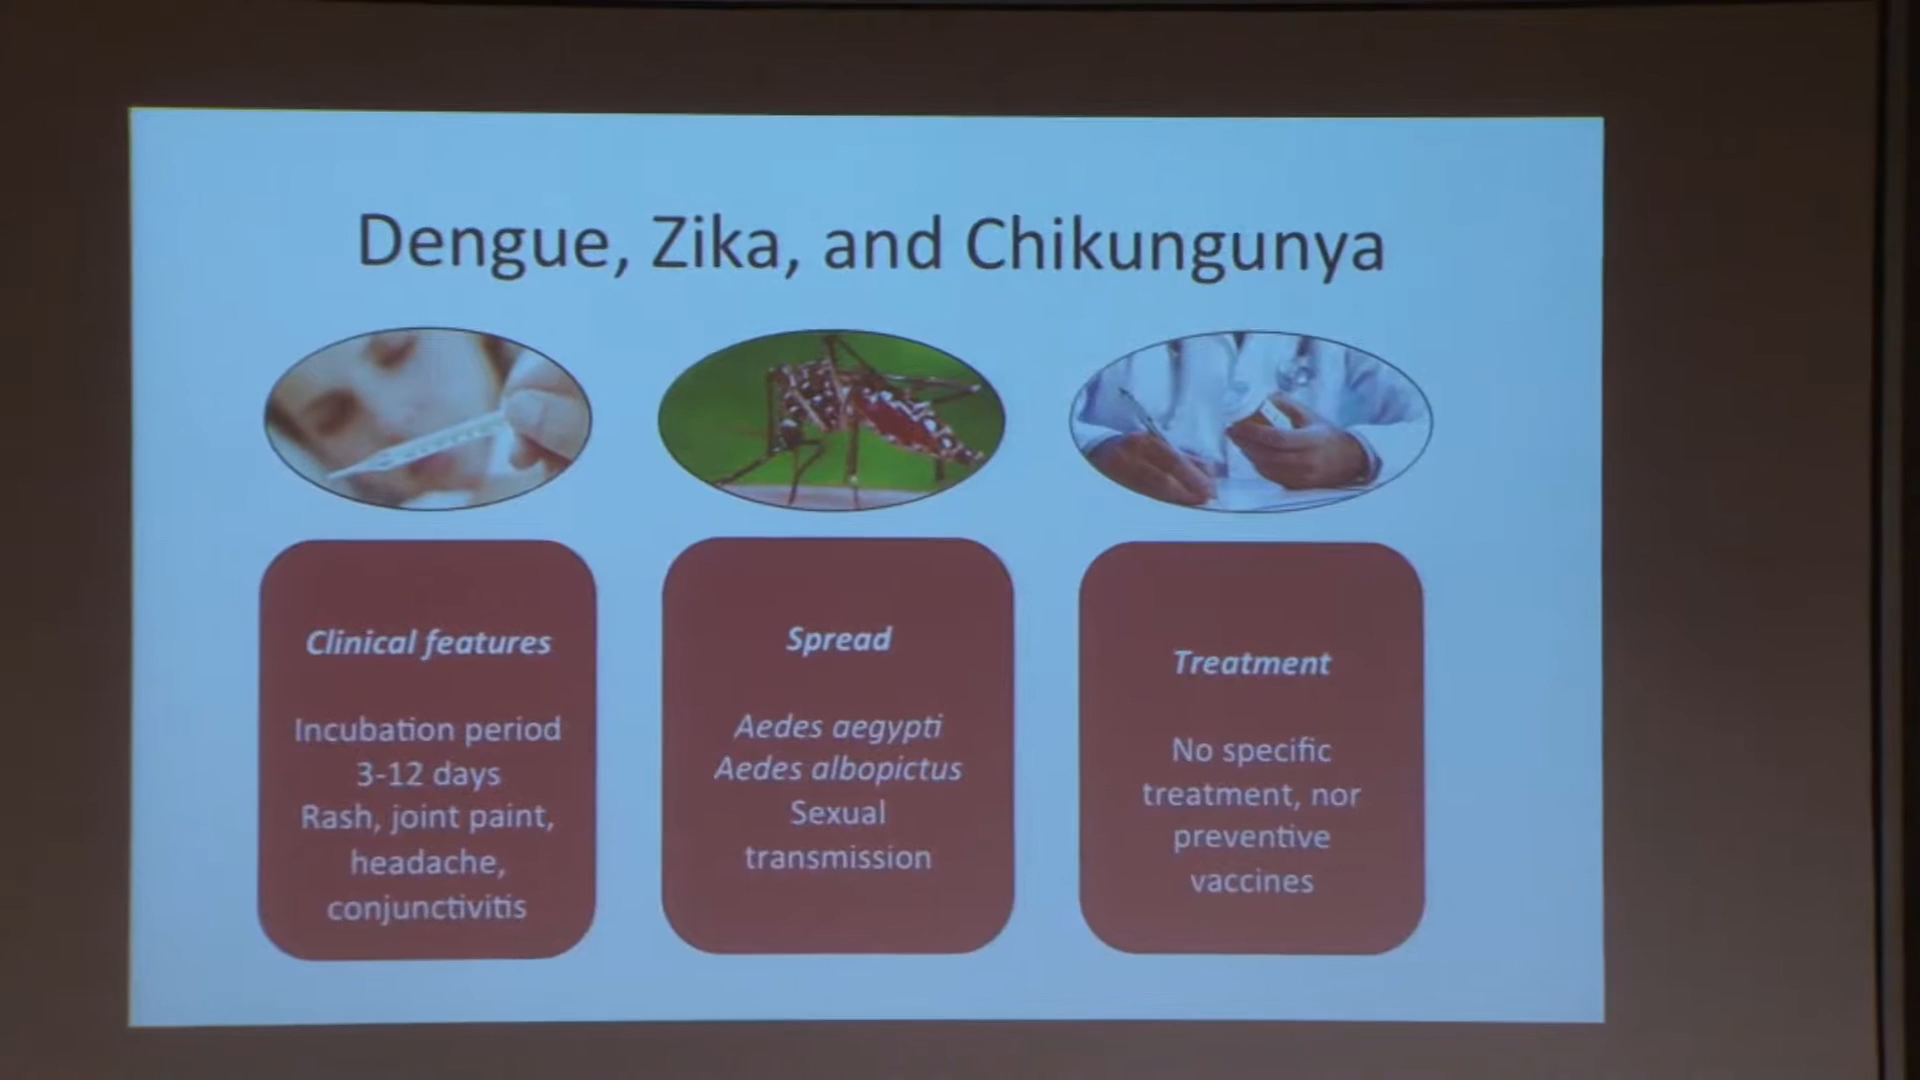 Dengue, Zika, and Chikungunya
Clinical features
Incubation period
3-12 days
Rash, joint paint,
headache,
conjunctivitis
Spread
Aedes aegypti
Aedes albopictus
Sexual
transmission
Treatment
No specific
treatment, nor
preventive
vaccines